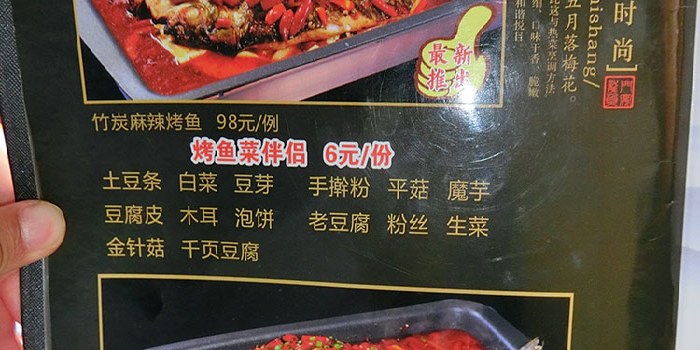 时尚
ishang/
五月落梅花。
最新
推出
竹炭麻辣烤鱼 98元/例
烤鱼菜伴侣 6元/份
土豆条 白菜 豆芽 手擀粉 平菇 魔芋
豆腐皮 木耳 泡饼 老豆腐 粉丝 生菜
金针菇 千页豆腐